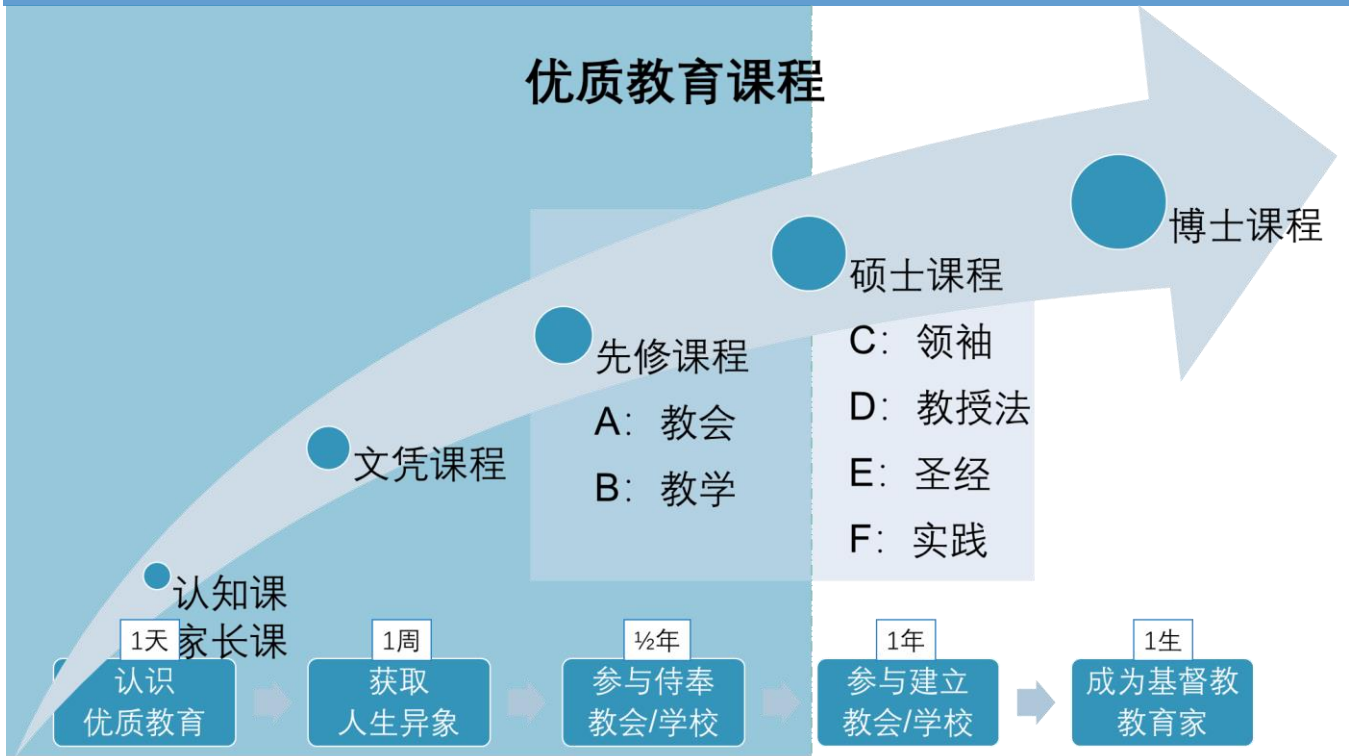 优质教育课程
博士课程
硕士课程
C：领袖
D：教授法
E：圣经
F：实践
先修课程
A：教会
B：教学
文凭课程
认知课
家长课
1天
认识
优质教育
1周
获取
人生异象
½年
参与侍奉
教会/学校
1年
参与建立
教会/学校
1生
成为基督教
教育家